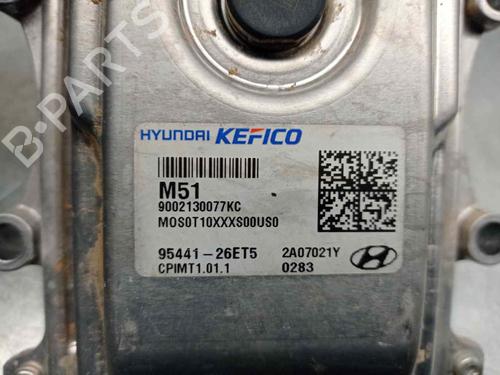 HYUNDAI KEFICO
M51
9002130077KC
MOS0T10XXXS00US0
95441-26ET5 2A07021Y
CPIMT1.01.1 0283
B-Parts